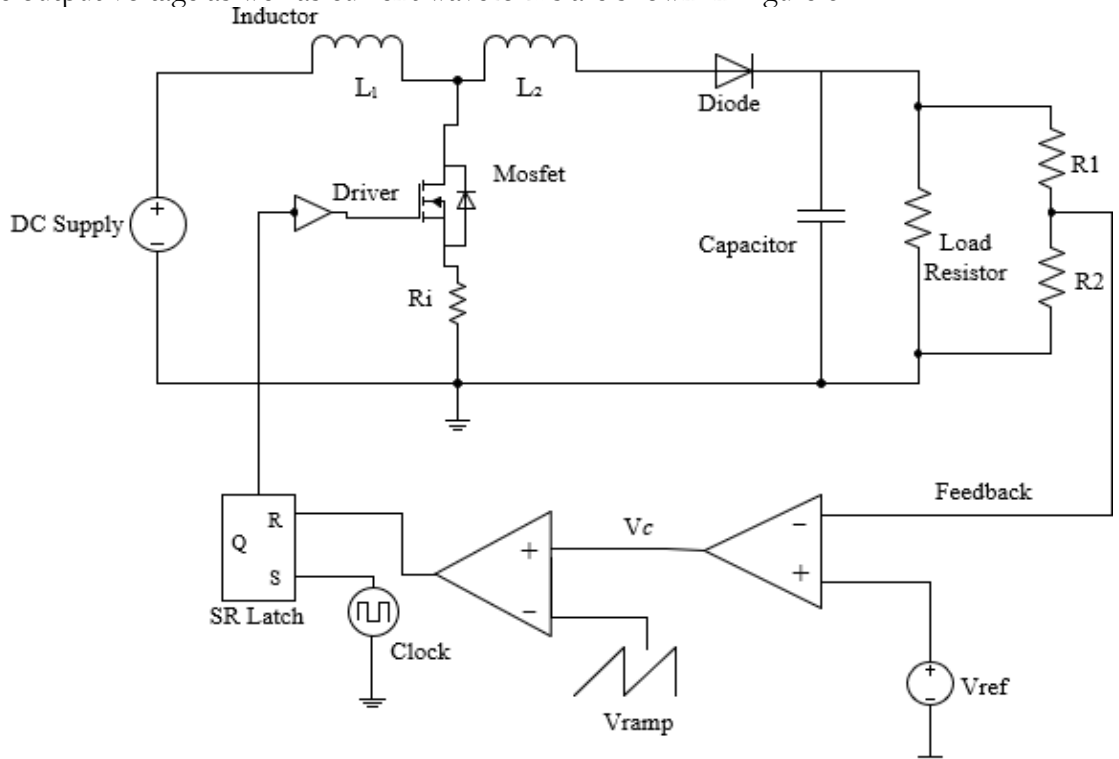 Inductor
L₁
L₂
Diode
Driver
Mosfet
R1
DC Supply
+
−
Capacitor
Load
Resistor
R2
Ri
Feedback
R
Q
S
SR Latch
Clock
+
−
Vc
−
+
Vramp
+
−
Vref